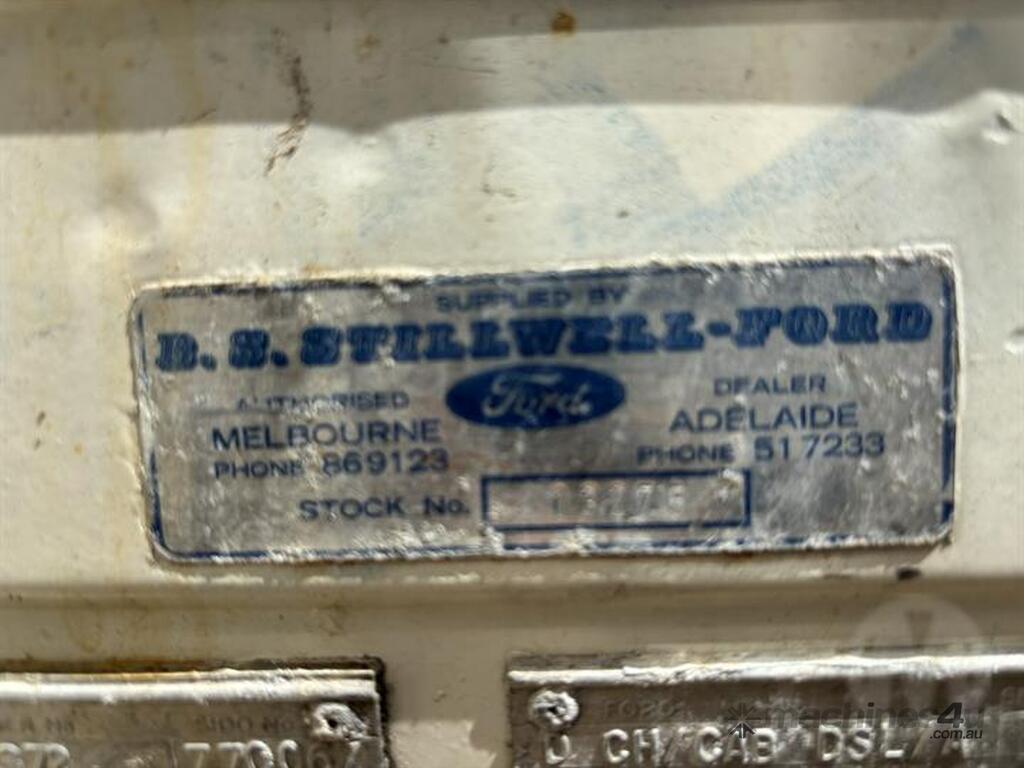 SUPPLIED BY
B. S. STILLWELL-FORD
AUTHORISED Ford DEALER
MELBOURNE ADELAIDE
PHONE 869123 PHONE 517233
STOCK No.
CH/CAB DSL/A
machines4u
.com.au